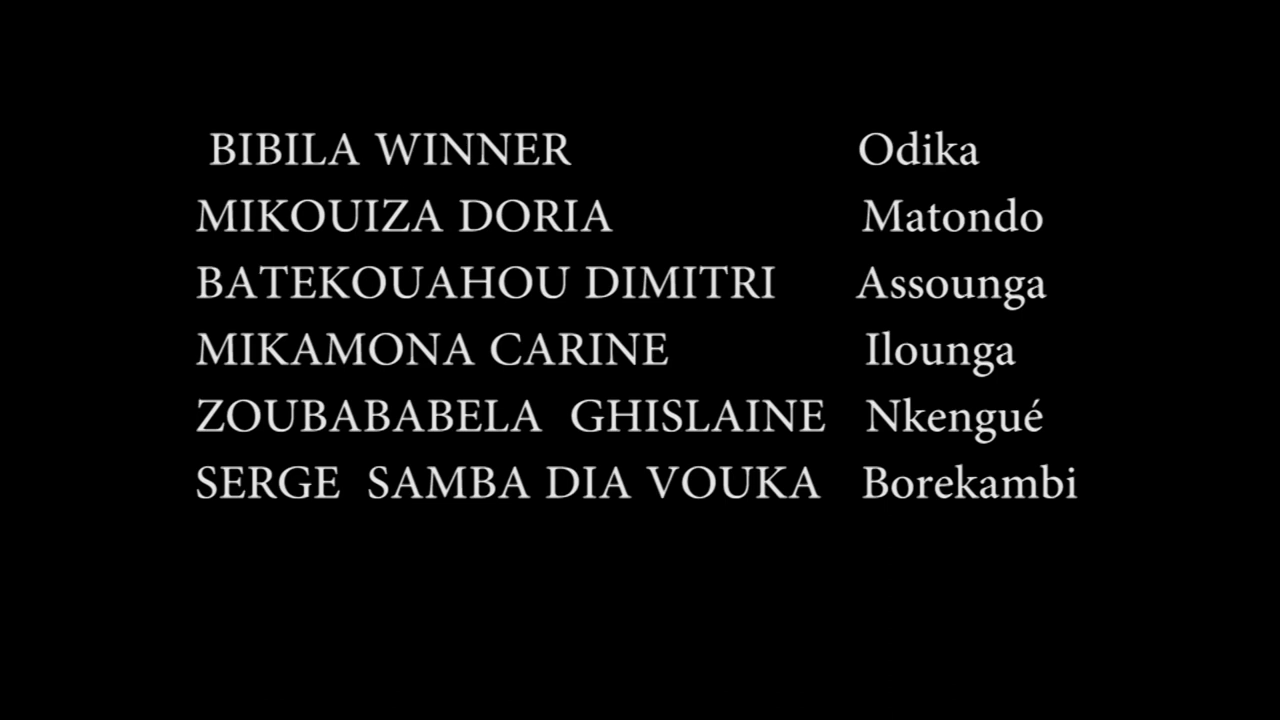 BIBILA WINNER Odika
MIKOUIZA DORIA Matondo
BATEKOUAHOU DIMITRI Assounga
MIKAMONA CARINE Ilounga
ZOUBABABELA GHISLAINE Nkengué
SERGE SAMBA DIA VOUKA Borekambi